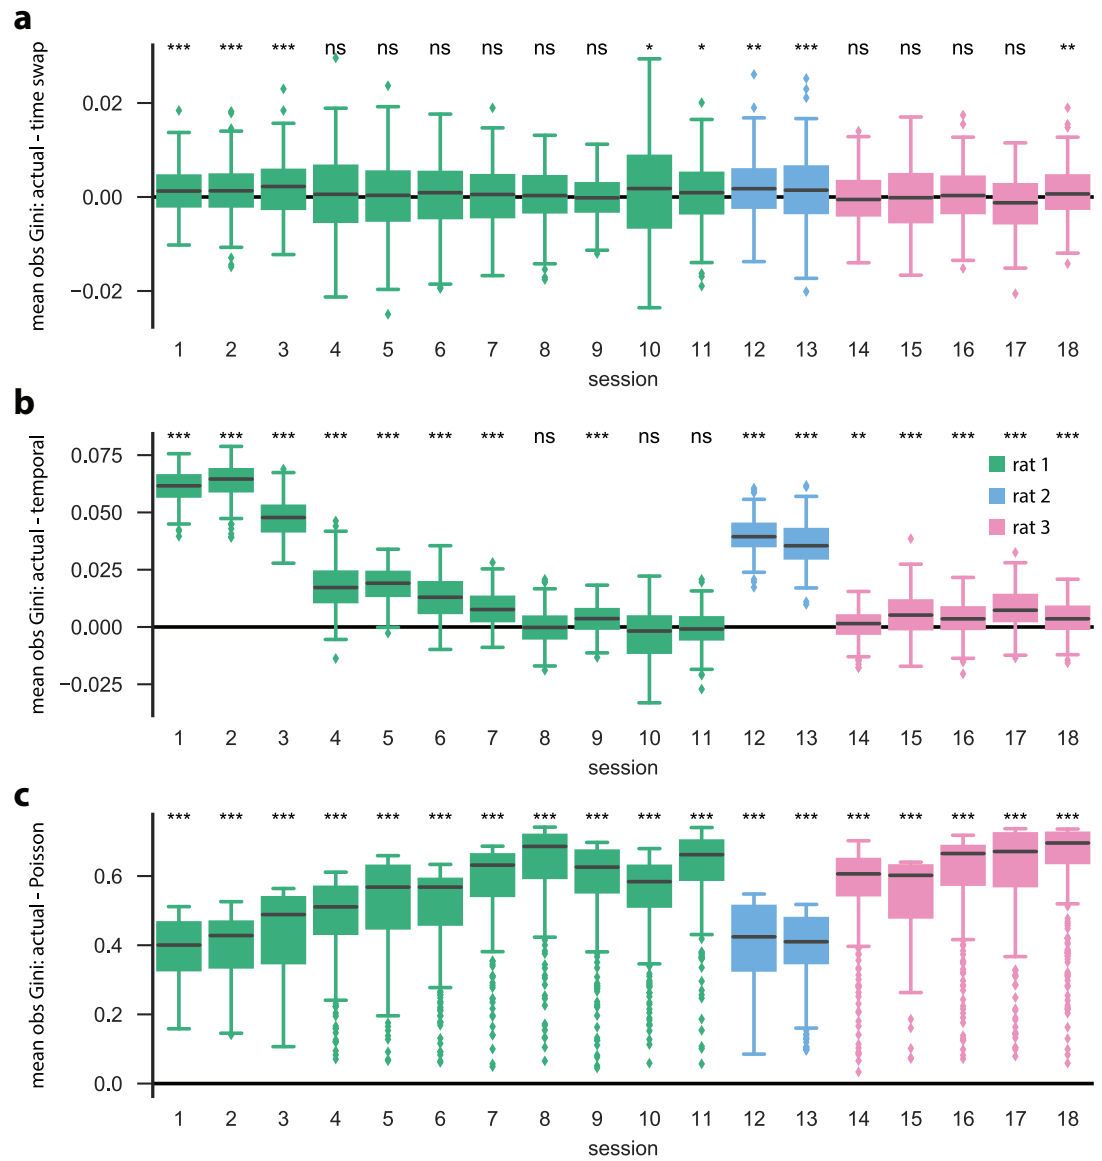 a
mean obs Gini: actual - time swap
*** *** *** ns ns ns ns ns ns * * ** *** ns ns ns ns **
0.02
0.00
−0.02
1 2 3 4 5 6 7 8 9 10 11 12 13 14 15 16 17 18
session
b
mean obs Gini: actual - temporal
*** *** *** *** *** *** *** ns *** ns ns *** *** ** *** *** *** ***
0.075
0.050
0.025
0.000
−0.025
rat 1
rat 2
rat 3
1 2 3 4 5 6 7 8 9 10 11 12 13 14 15 16 17 18
session
c
mean obs Gini: actual - Poisson
*** *** *** *** *** *** *** *** *** *** *** *** *** *** *** *** *** ***
0.6
0.4
0.2
0.0
1 2 3 4 5 6 7 8 9 10 11 12 13 14 15 16 17 18
session